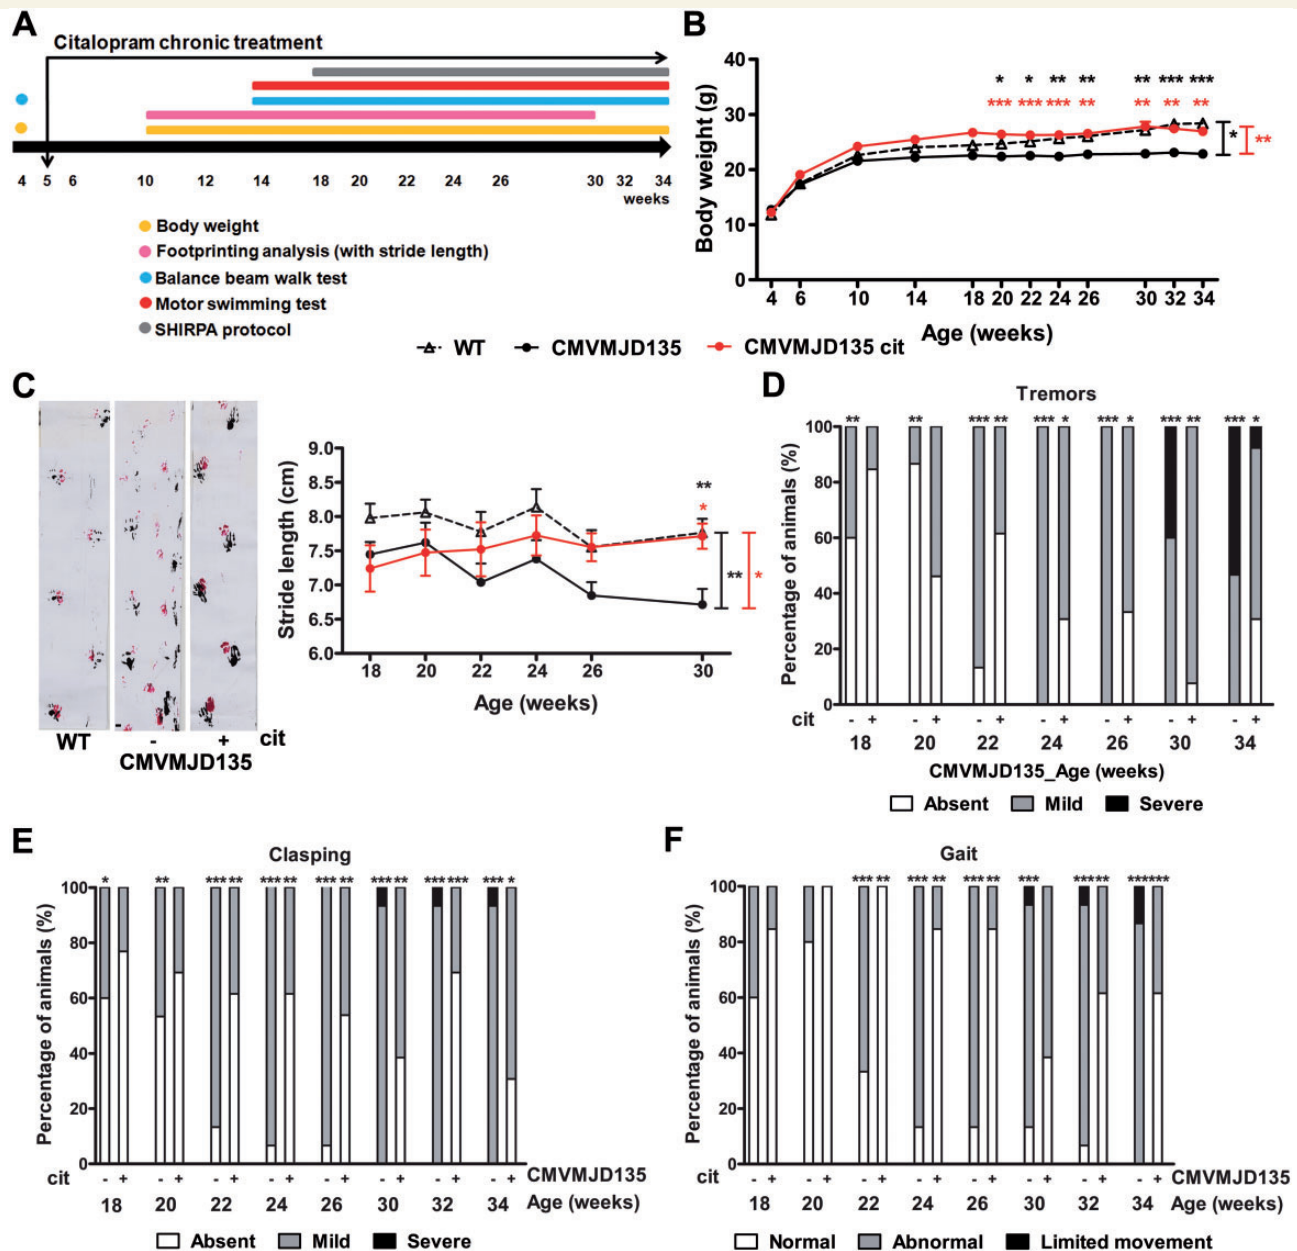 A
Citalopram chronic treatment
4 5 6 10 12 14 18 20 22 24 26 30 32 34
weeks
Body weight
Footprinting analysis (with stride length)
Balance beam walk test
Motor swimming test
SHIRPA protocol
B
Body weight (g)
40
30
20
10
0
* * ** ** ** *** ***
*** *** *** ** ** ** **
* **
4 6 10 14 18 20 22 24 26 30 32 34
Age (weeks)
WT CMVMJD135 CMVMJD135 cit
C
WT - + cit
CMVMJD135
Stride length (cm)
9.0
8.5
8.0
7.5
7.0
6.5
6.0
**
*
** *
18 20 22 24 26 30
Age (weeks)
D
Tremors
Percentage of animals (%)
100
80
60
40
20
0
** ** *** ** *** * *** * *** ** *** *
cit - + - + - + - + - + - + - +
18 20 22 24 26 30 34
CMVMJD135_Age (weeks)
Absent Mild Severe
E
Clasping
Percentage of animals (%)
100
80
60
40
20
0
* ** *** ** *** ** *** ** *** ** *** *** *** *
cit - + - + - + - + - + - + - + - + CMVMJD135
18 20 22 24 26 30 32 34 Age (weeks)
Absent Mild Severe
F
Gait
Percentage of animals (%)
100
80
60
40
20
0
*** ** *** ** *** ** *** *** ** *** ***
cit - + - + - + - + - + - + - + - + CMVMJD135
18 20 22 24 26 30 32 34 Age (weeks)
Normal Abnormal Limited movement